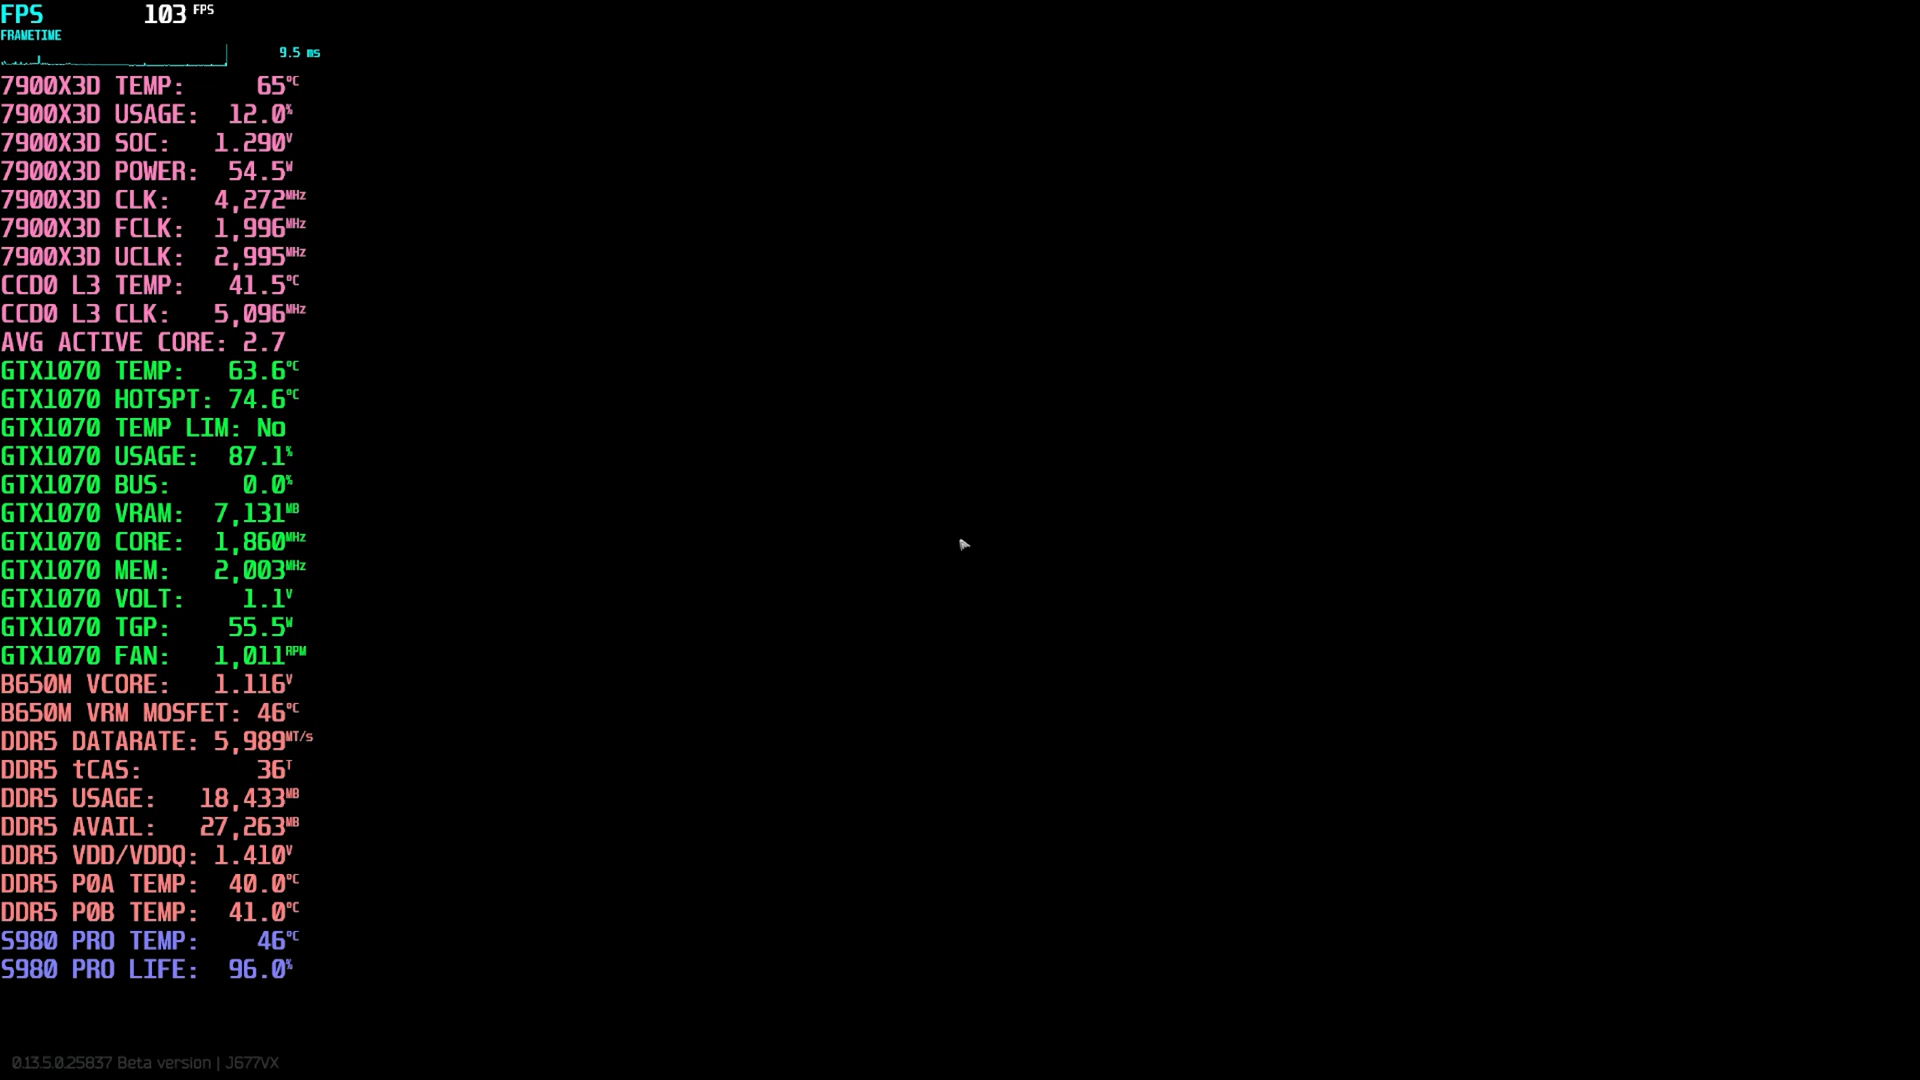 FPS 103 FPS
FRAMETIME
9.5 ms
7900X3D TEMP: 65°C
7900X3D USAGE: 12.0%
7900X3D SOC: 1.290V
7900X3D POWER: 54.5W
7900X3D CLK: 4,272MHz
7900X3D FCLK: 1,996MHz
7900X3D UCLK: 2,995MHz
CCD0 L3 TEMP: 41.5°C
CCD0 L3 CLK: 5,096MHz
AVG ACTIVE CORE: 2.7
GTX1070 TEMP: 63.6°C
GTX1070 HOTSPT: 74.6°C
GTX1070 TEMP LIM: No
GTX1070 USAGE: 87.1%
GTX1070 BUS: 0.0%
GTX1070 VRAM: 7,131MB
GTX1070 CORE: 1,860MHz
GTX1070 MEM: 2,003MHz
GTX1070 VOLT: 1.1V
GTX1070 TGP: 55.5W
GTX1070 FAN: 1,011RPM
B650M VCORE: 1.116V
B650M VRM MOSFET: 46°C
DDR5 DATARATE: 5,989MT/s
DDR5 tCAS: 36T
DDR5 USAGE: 18,433MB
DDR5 AVAIL: 27,263MB
DDR5 VDD/VDDQ: 1.410V
DDR5 P0A TEMP: 40.0°C
DDR5 P0B TEMP: 41.0°C
S980 PRO TEMP: 46°C
S980 PRO LIFE: 96.0%
0.13.5.0.25837 Beta version | J677VX